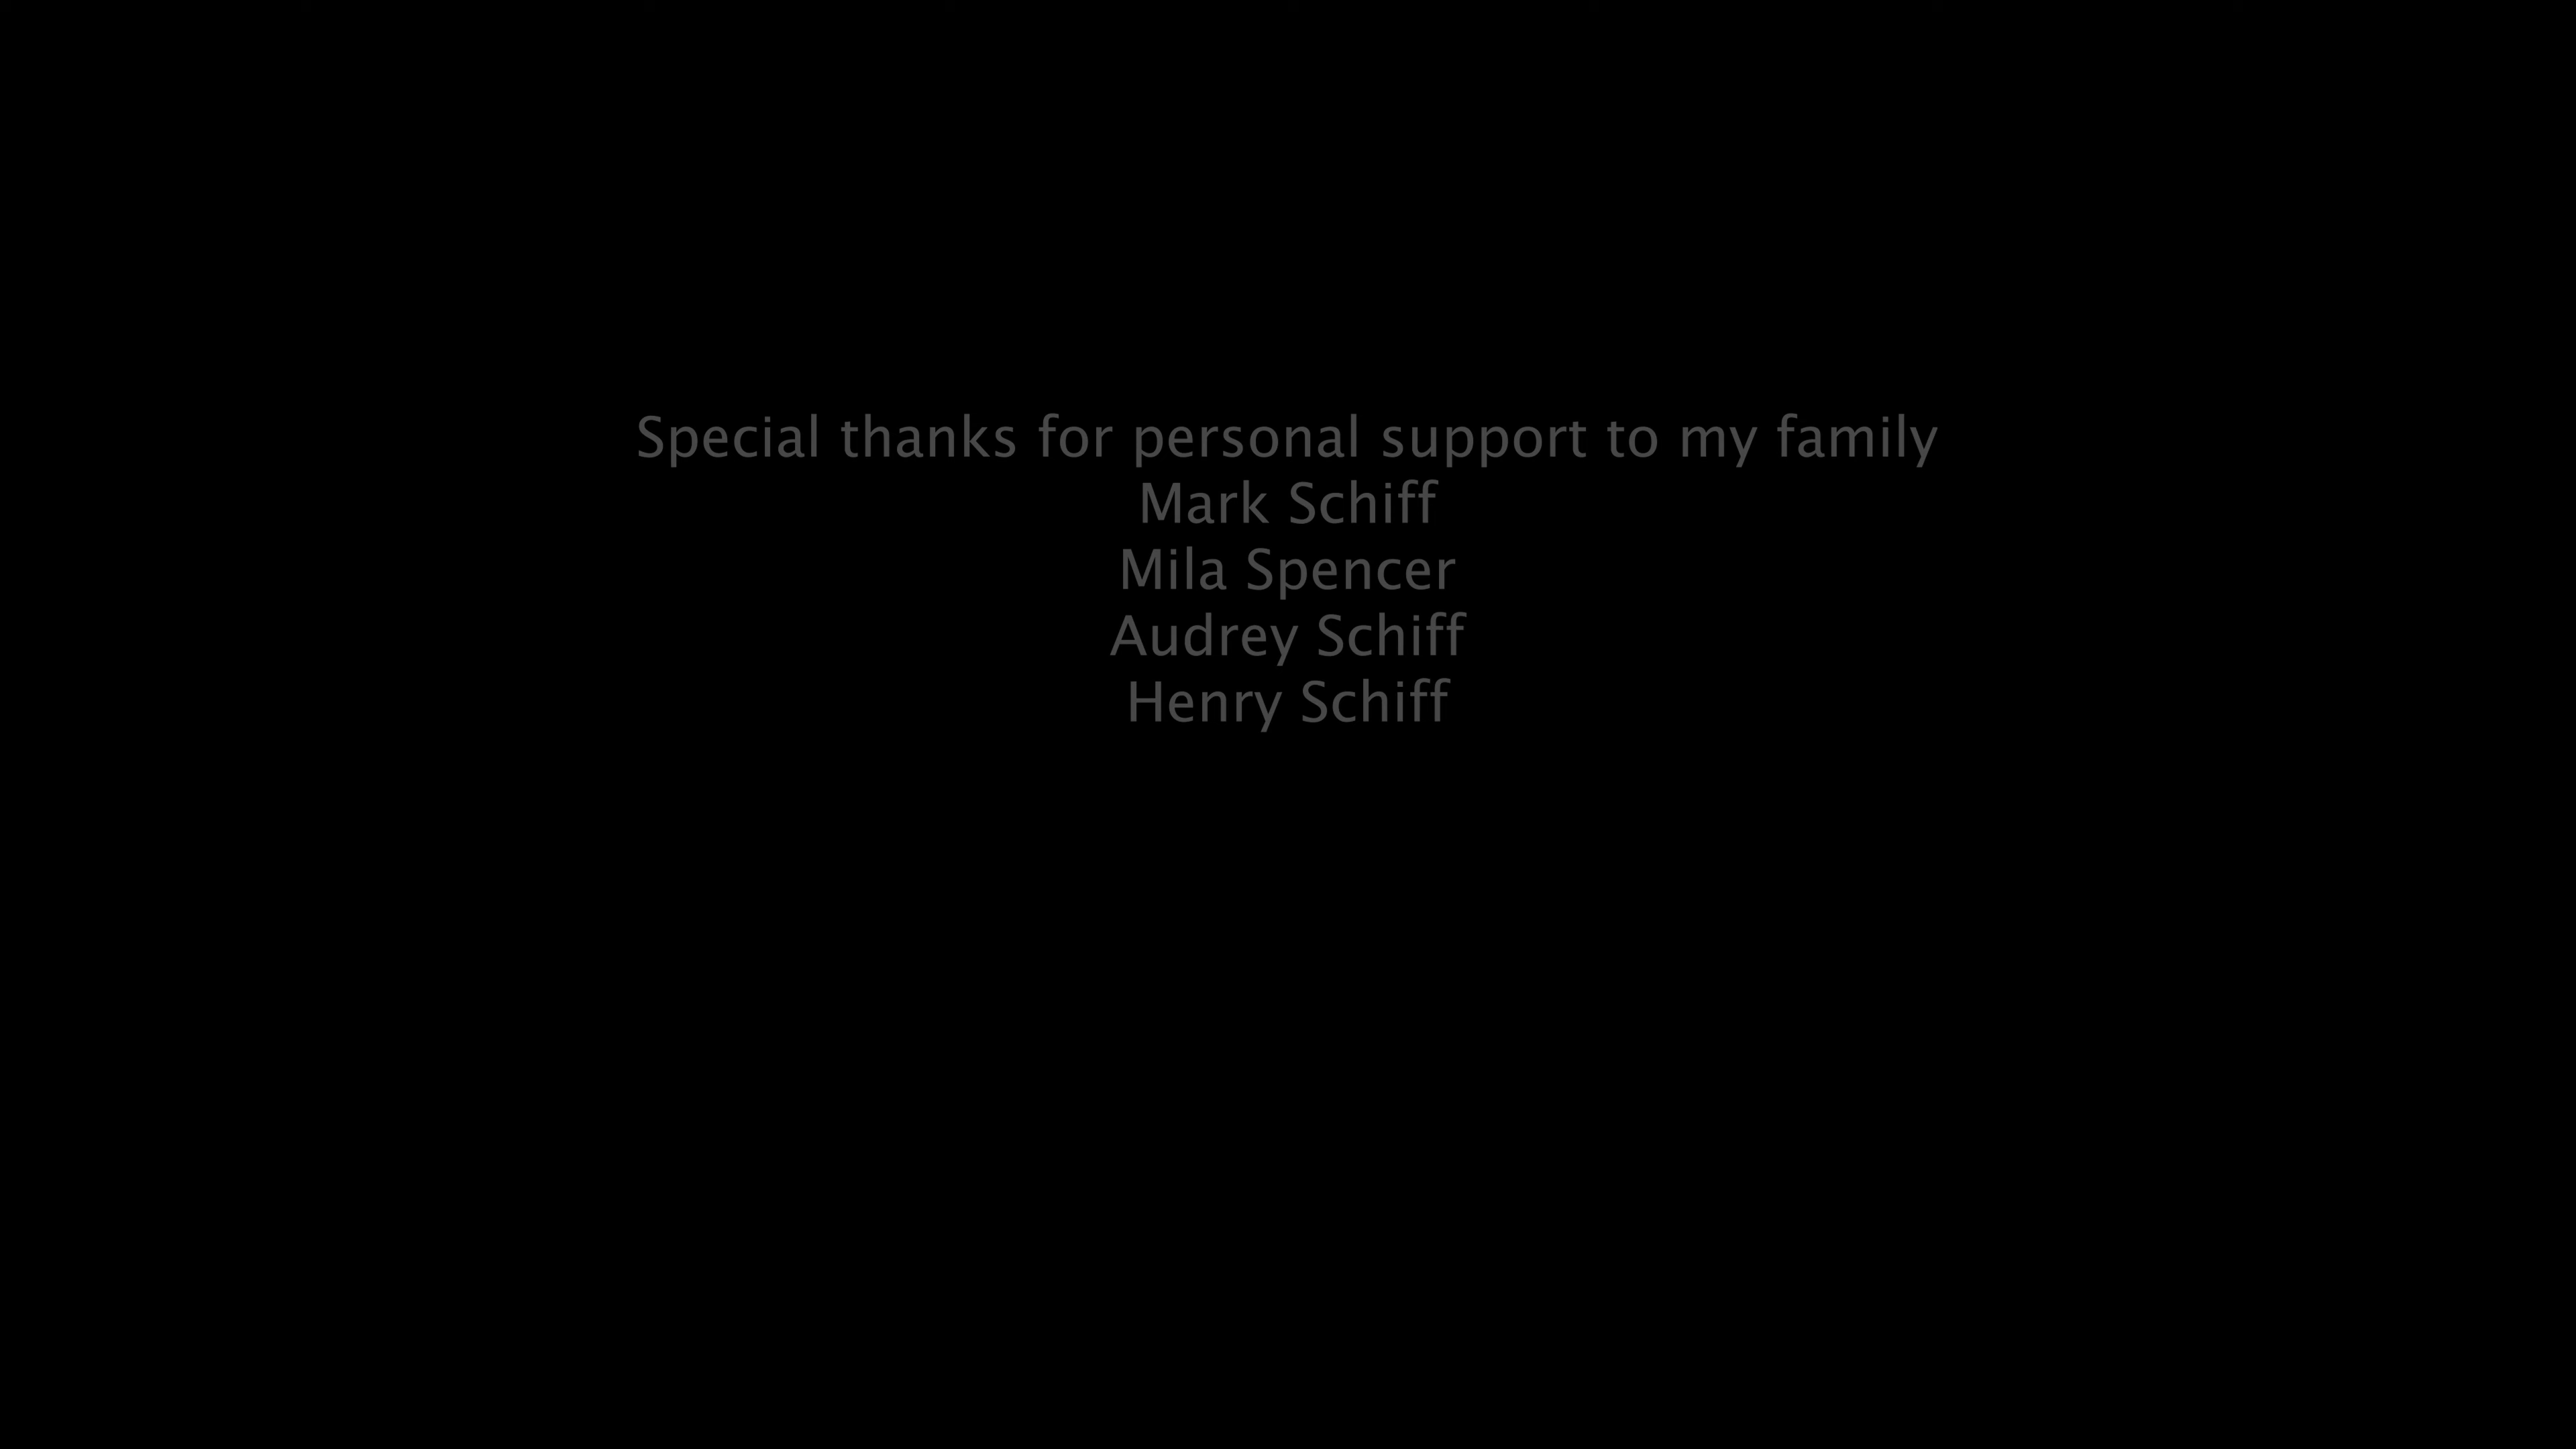 Special thanks for personal support to my family
Mark Schiff
Mila Spencer
Audrey Schiff
Henry Schiff